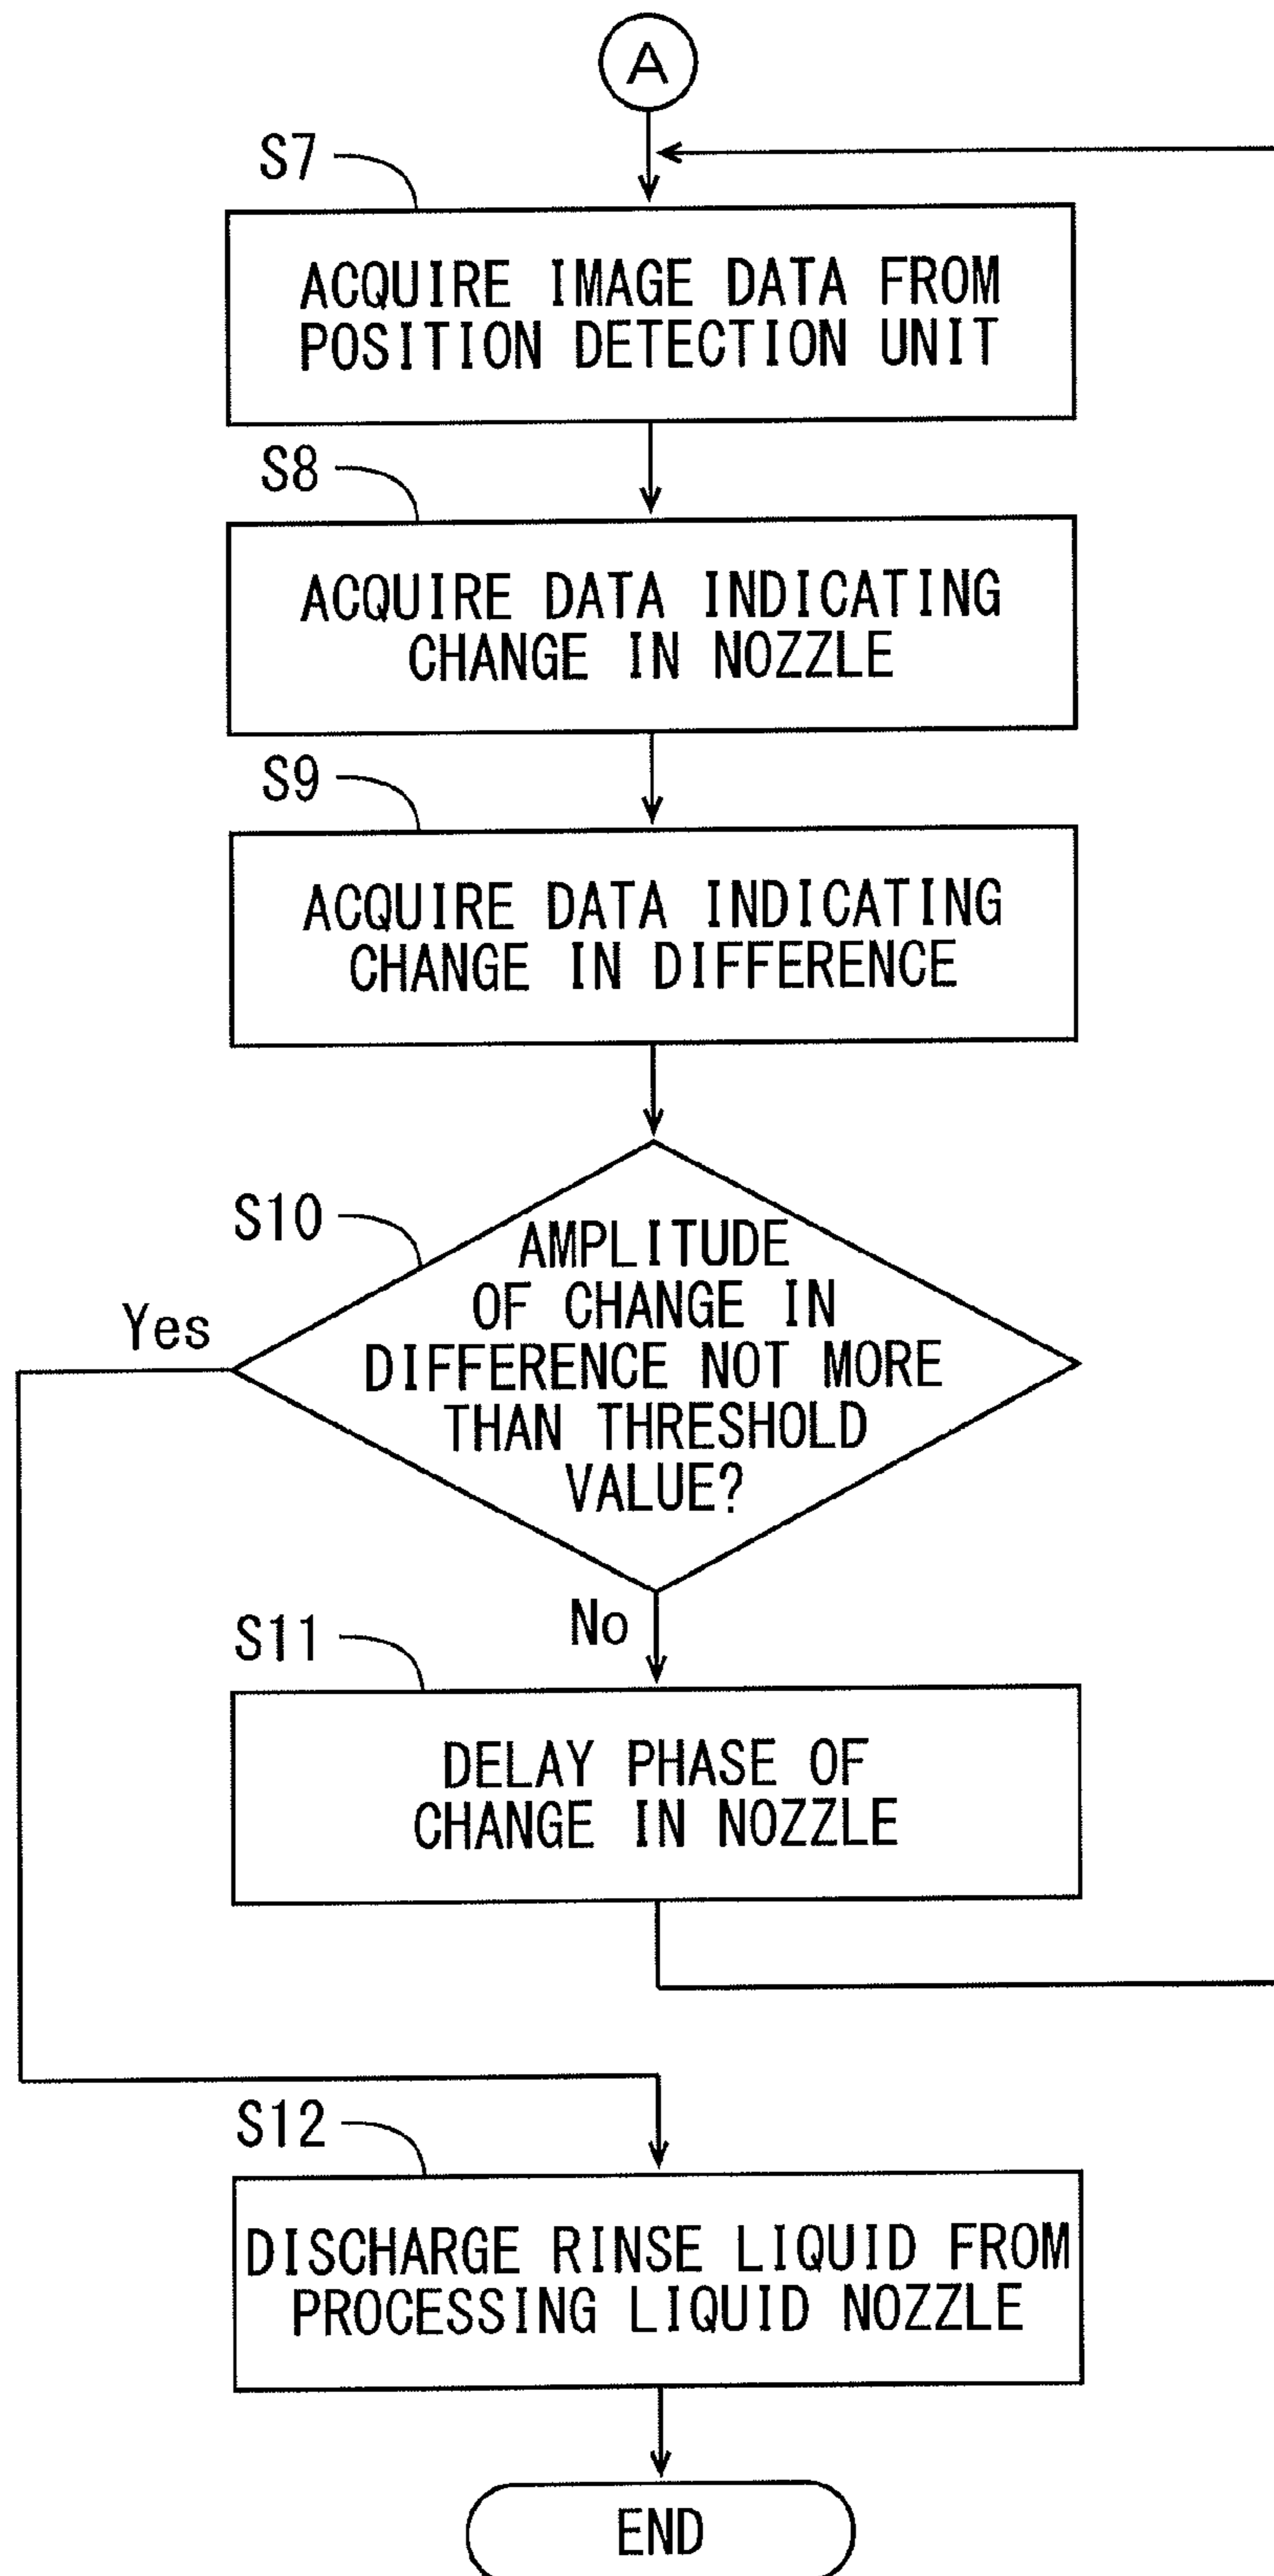 A
S7
ACQUIRE IMAGE DATA FROM
POSITION DETECTION UNIT
S8
ACQUIRE DATA INDICATING
CHANGE IN NOZZLE
S9
ACQUIRE DATA INDICATING
CHANGE IN DIFFERENCE
S10
AMPLITUDE
OF CHANGE IN
DIFFERENCE NOT MORE
THAN THRESHOLD
VALUE?
Yes
No
S11
DELAY PHASE OF
CHANGE IN NOZZLE
S12
DISCHARGE RINSE LIQUID FROM
PROCESSING LIQUID NOZZLE
END